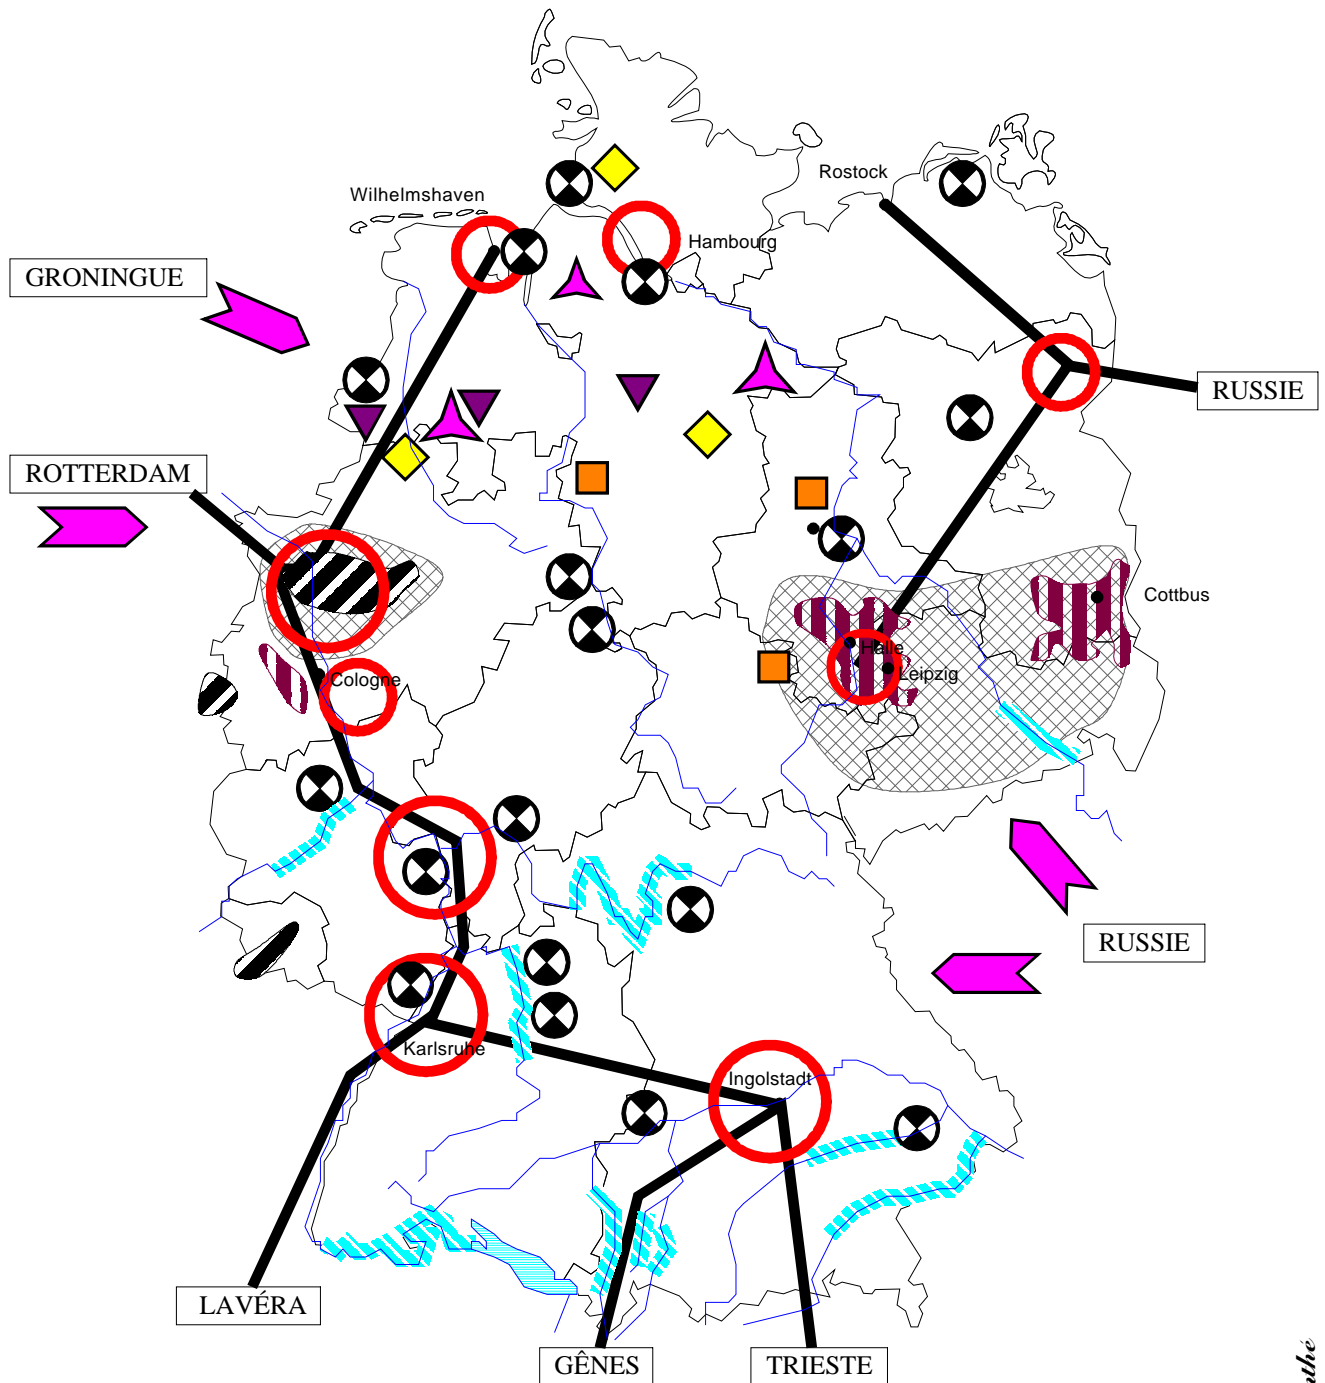 Rostock
Wilhelmshaven
Hambourg
GRONINGUE
RUSSIE
ROTTERDAM
Cottbus
Halle
Leipzig
Cologne
RUSSIE
Karlsruhe
Ingolstadt
LAVÉRA
GÊNES
TRIESTE